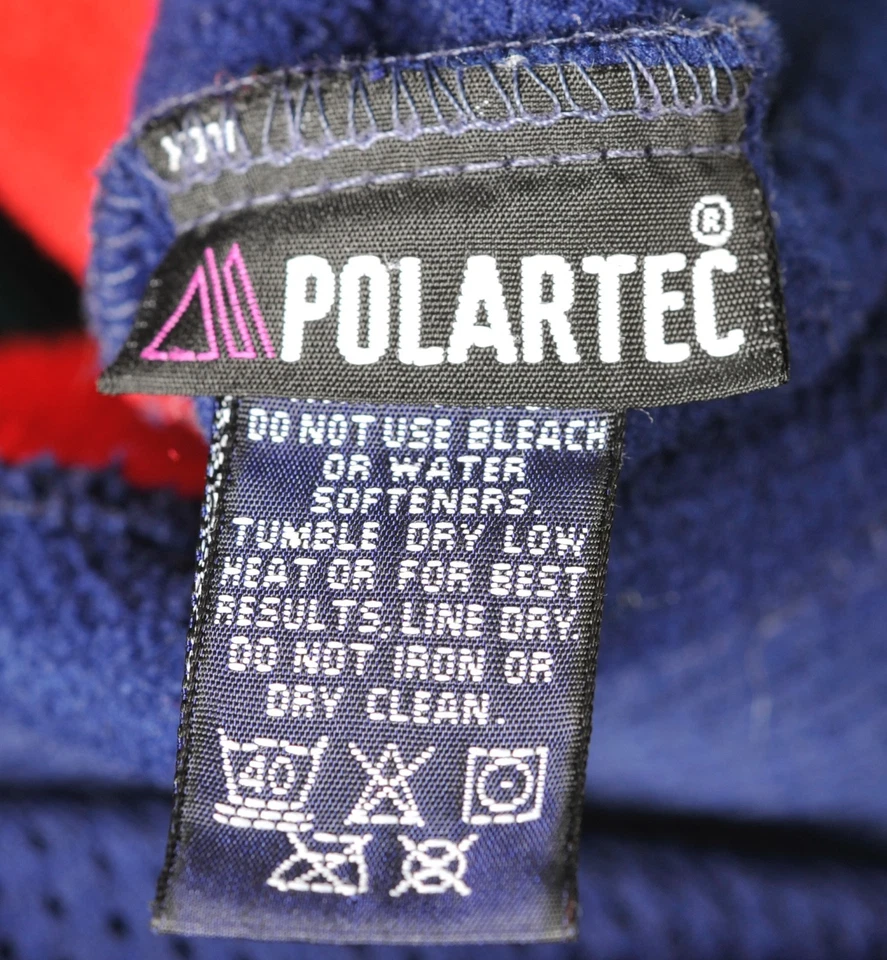 POLARTEC®
DO NOT USE BLEACH
OR WATER
SOFTENERS.
TUMBLE DRY LOW
HEAT OR FOR BEST
RESULTS, LINE DRY.
DO NOT IRON OR
DRY CLEAN.
40